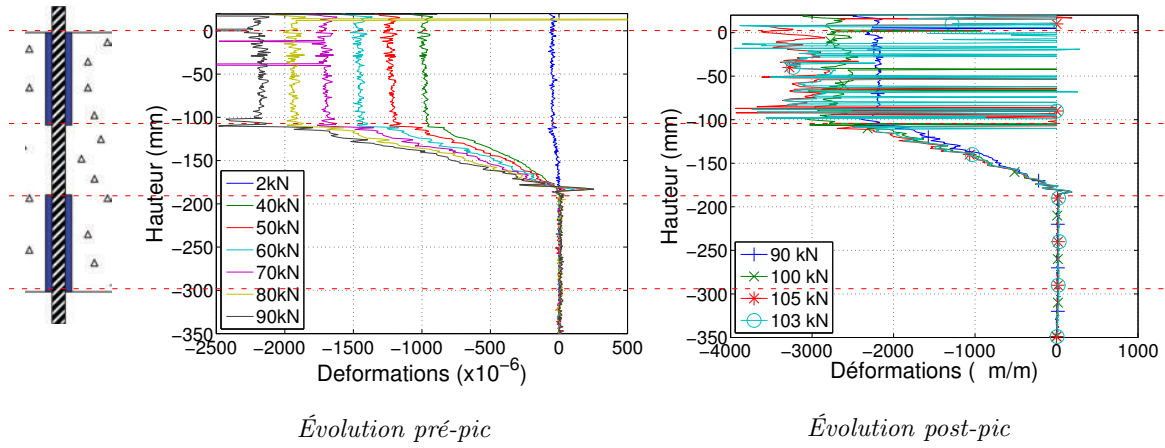 0
−50
−100
−150
−200
−250
−300
−350
Hauteur (mm)
2kN
40kN
50kN
60kN
70kN
80kN
90kN
−2500 −2000 −1500 −1000 −500 0 500
Deformations (x10−6)
Évolution pré-pic
0
−50
−100
−150
−200
−250
−300
−350
Hauteur (mm)
90 kN
100 kN
105 kN
103 kN
−4000 −3000 −2000 −1000 0 1000
Déformations ( m/m)
Évolution post-pic